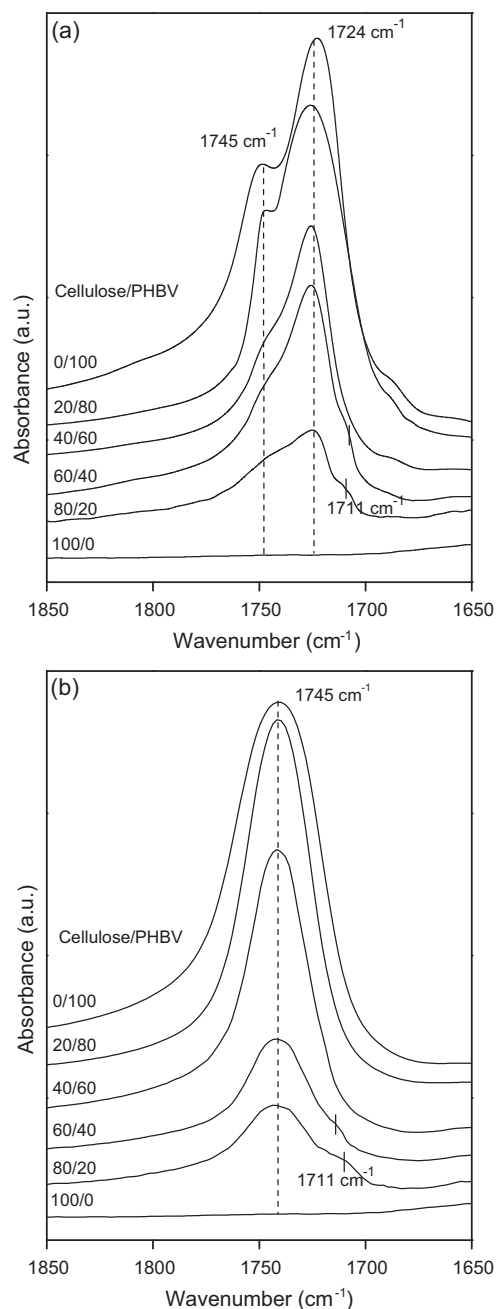 (a)
1724 cm⁻¹
1745 cm⁻¹
Cellulose/PHBV
0/100
20/80
40/60
60/40
80/20
1711 cm⁻¹
100/0
Absorbance (a.u.)
1850 1800 1750 1700 1650
Wavenumber (cm⁻¹)
(b)
1745 cm⁻¹
Cellulose/PHBV
0/100
20/80
40/60
60/40
80/20
1711 cm⁻¹
100/0
Absorbance (a.u.)
1850 1800 1750 1700 1650
Wavenumber (cm⁻¹)